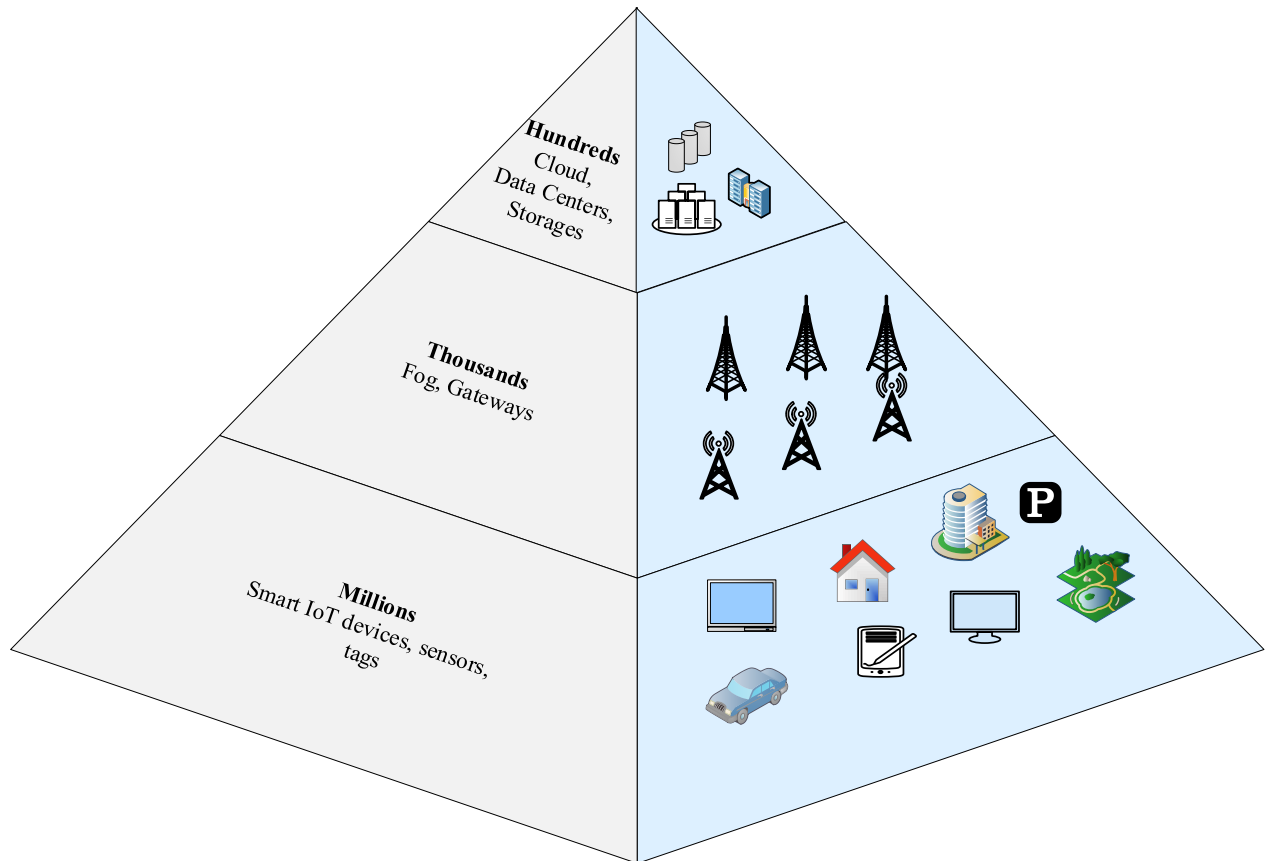 Hundreds
Cloud,
Data Centers,
Storages
Thousands
Fog, Gateways
Millions
Smart IoT devices, sensors,
tags
P